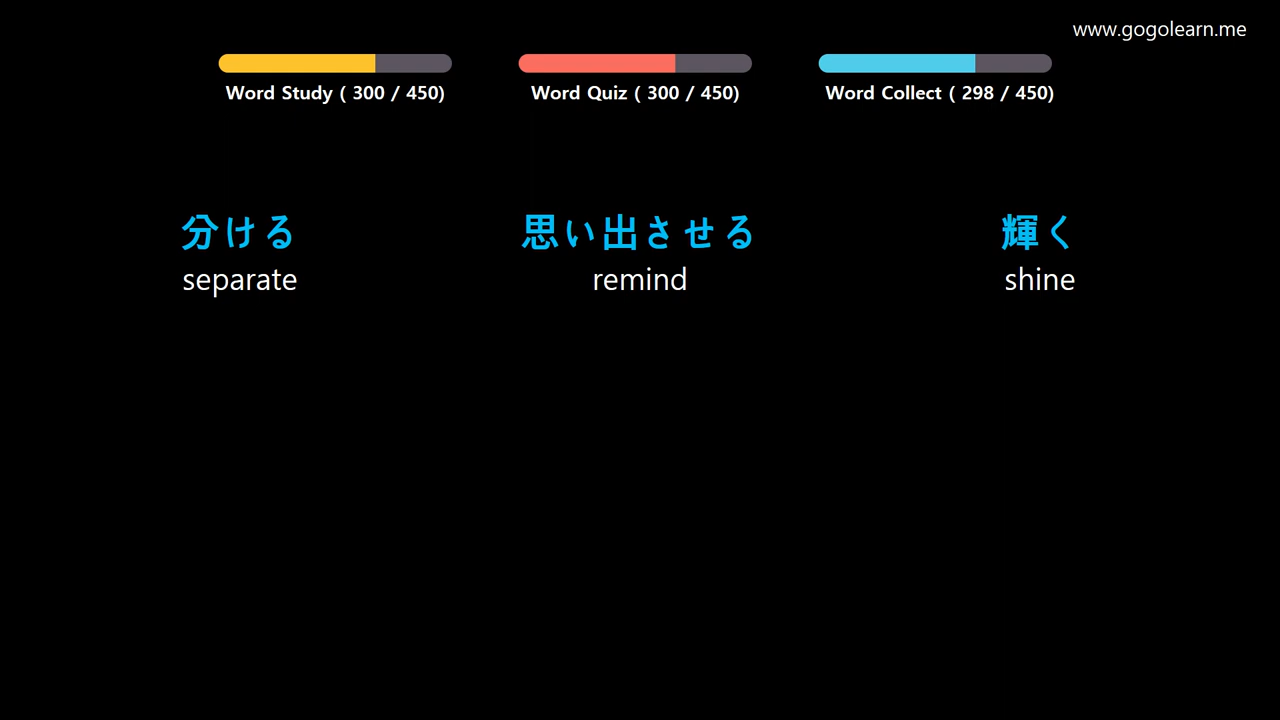 www.gogolearn.me
Word Study ( 300 / 450)
Word Quiz ( 300 / 450)
Word Collect ( 298 / 450)
分ける
separate
思い出させる
remind
輝く
shine